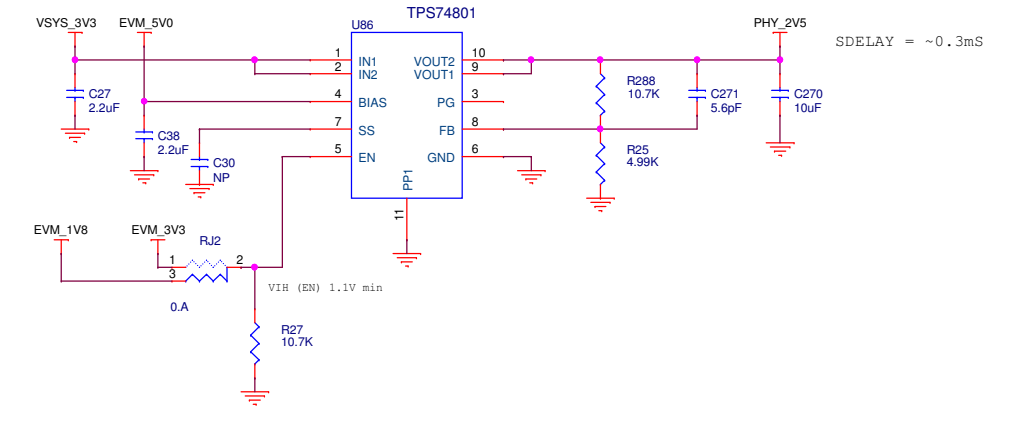 TPS74801
VSYS_3V3 EVM_5V0
U86
PHY_2V5
SDELAY = ~0.3mS
1 IN1
2 IN2
4 BIAS
7 SS
5 EN
VOUT2 10
VOUT1 9
PG 3
FB 8
GND 6
PP1
11
C27
2.2uF
C38
2.2uF
C30
NP
R288
10.7K
C271
5.6pF
C270
10uF
R25
4.99K
EVM_1V8 EVM_3V3
RJ2
1 2
3
0.A
VIH (EN) 1.1V min
R27
10.7K